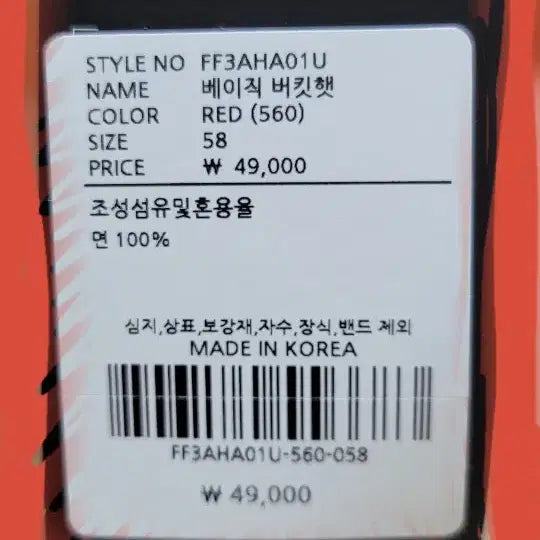 STYLE NO FF3AHA01U
NAME 베이직 버킷햇
COLOR RED (560)
SIZE 58
PRICE ₩ 49,000
조성섬유및혼용율
면 100%
심지,상표,보강재,자수,장식,밴드 제외
MADE IN KOREA
FF3AHA01U-560-058
₩ 49,000